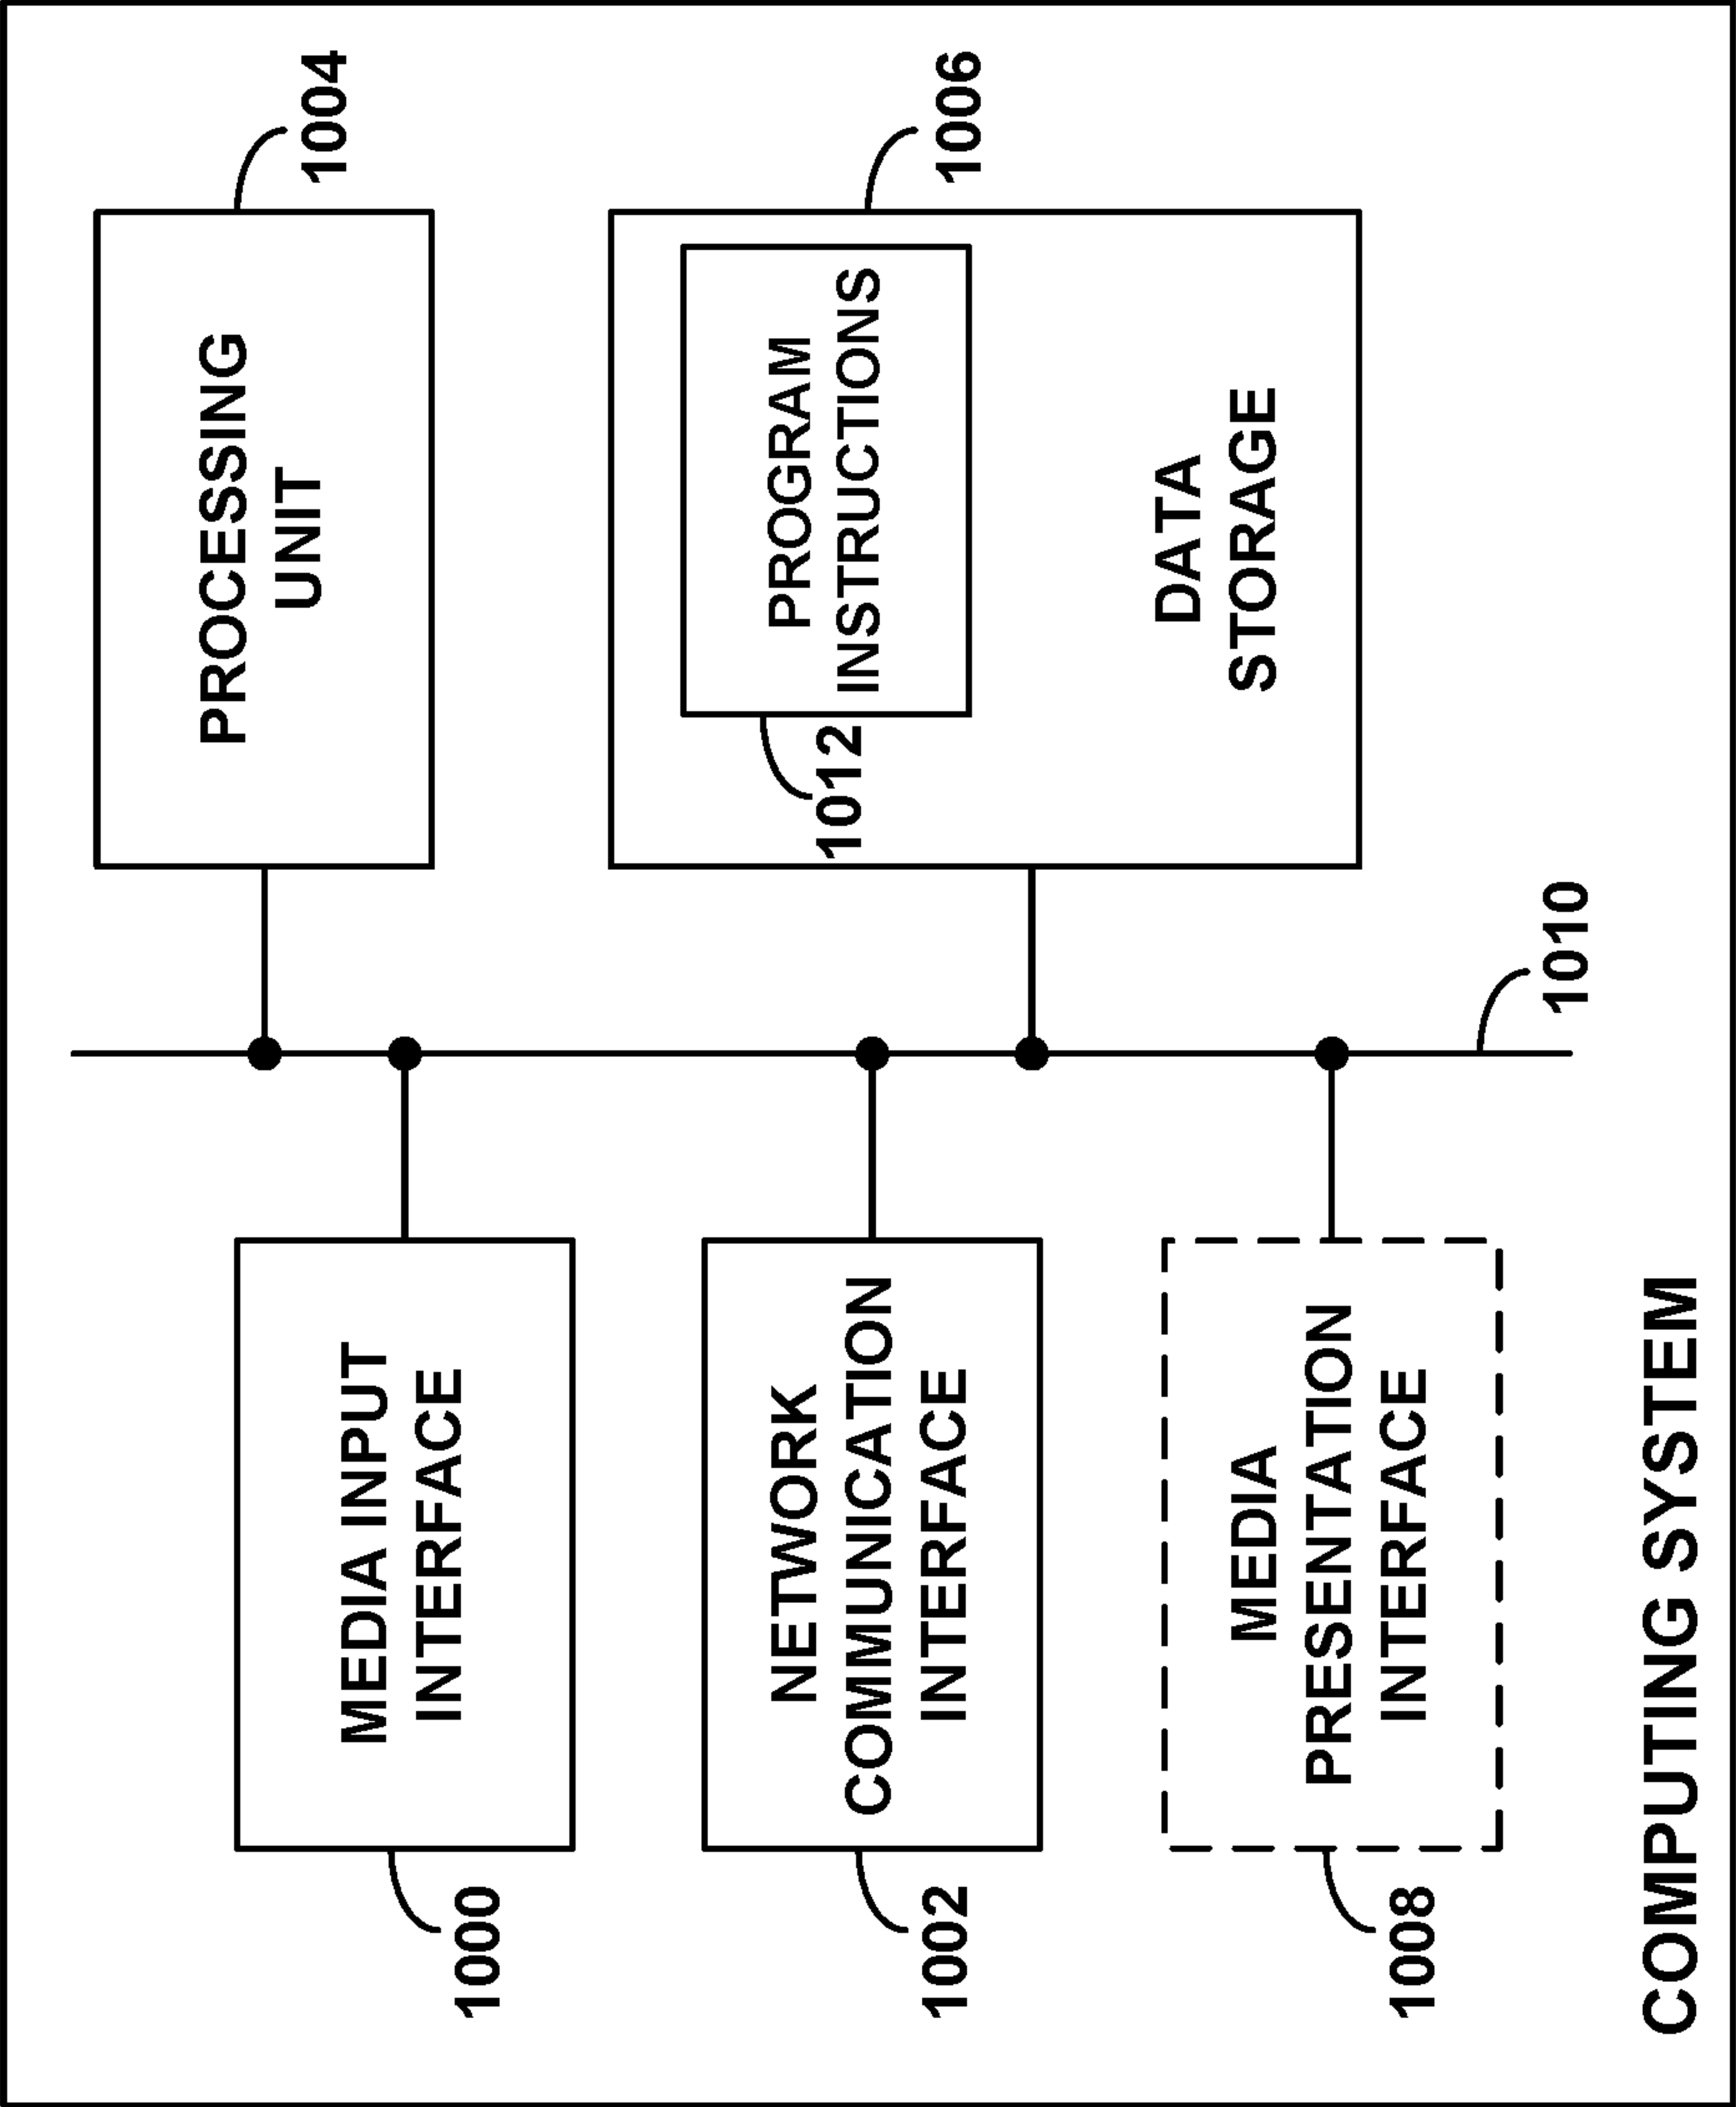 1000
MEDIA INPUT
INTERFACE
PROCESSING
UNIT
1004
1002
NETWORK
COMMUNICATION
INTERFACE
1012
PROGRAM
INSTRUCTIONS
1006
DATA
STORAGE
1008
MEDIA
PRESENTATION
INTERFACE
1010
COMPUTING SYSTEM